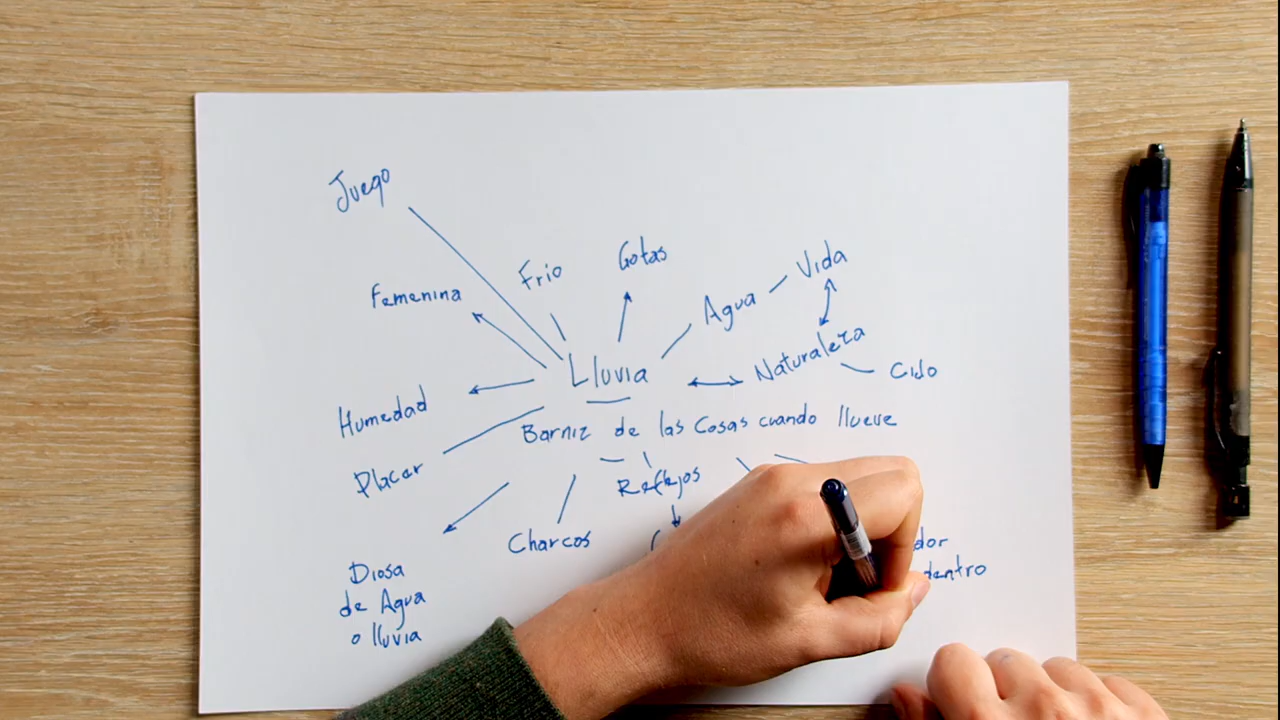 Juego
Frio
Gotas
Vida
Femenina
Agua
Lluvia
Naturaleza
Ciclo
Humedad
Barniz de las Cosas cuando llueve
Placer
Reflejos
Charcos
Diosa
de Agua
o lluvia
dentro